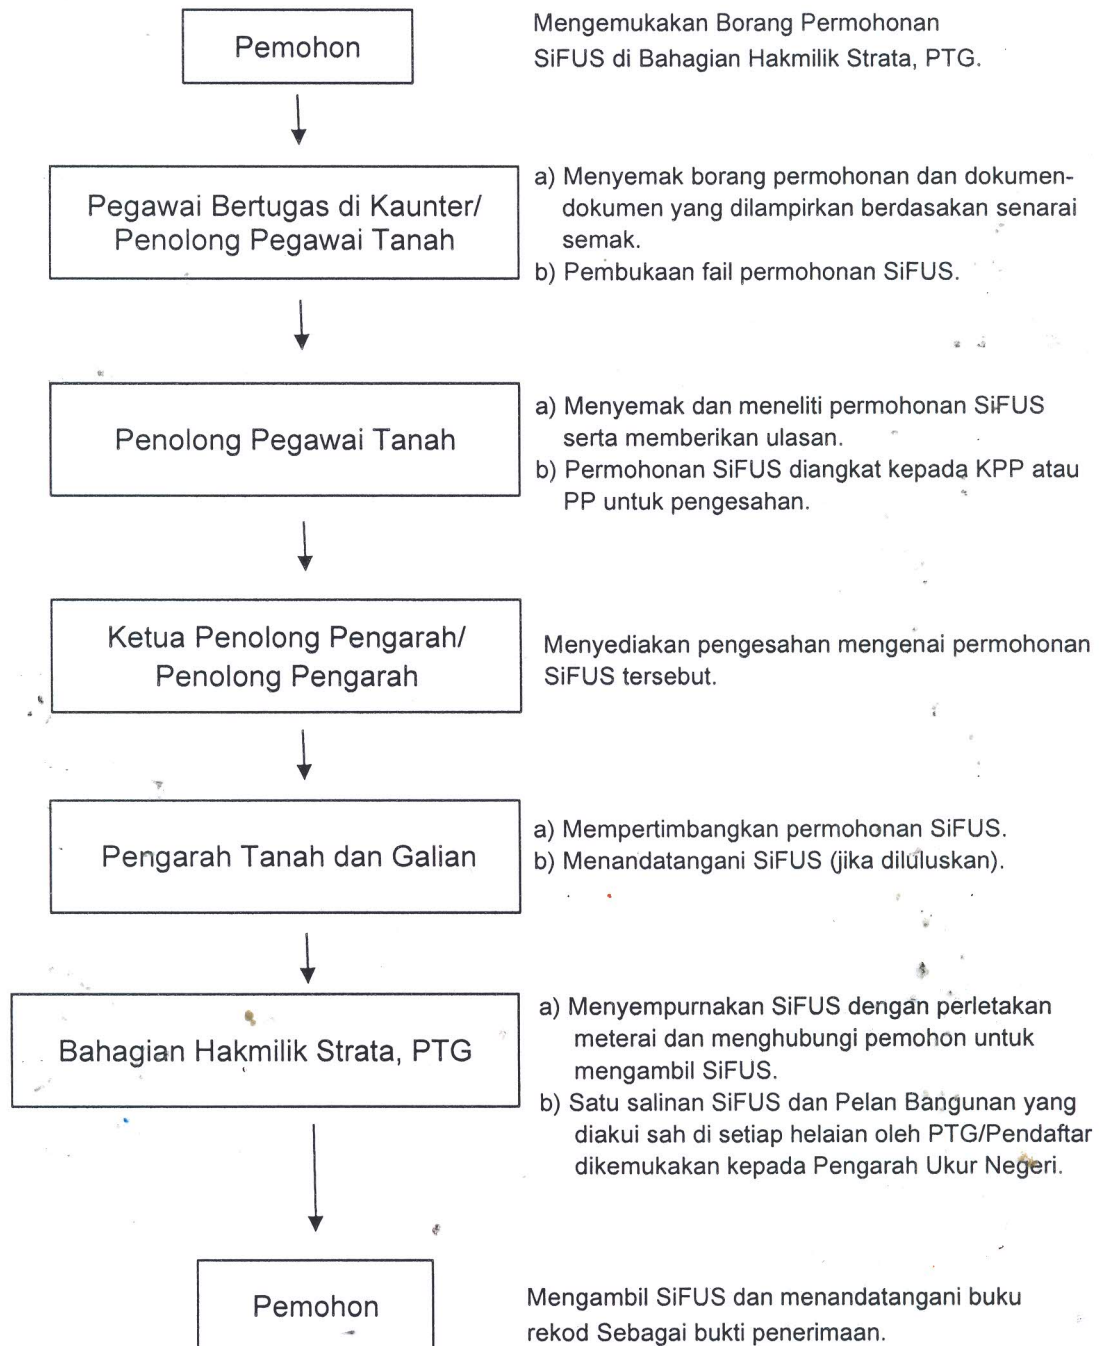 Pemohon
Mengemukakan Borang Permohonan
SiFUS di Bahagian Hakmilik Strata, PTG.
Pegawai Bertugas di Kaunter/
Penolong Pegawai Tanah
a) Menyemak borang permohonan dan dokumen-
dokumen yang dilampirkan berdasakan senarai
semak.
b) Pembukaan fail permohonan SiFUS.
Penolong Pegawai Tanah
a) Menyemak dan meneliti permohonan SiFUS
serta memberikan ulasan.
b) Permohonan SiFUS diangkat kepada KPP atau
PP untuk pengesahan.
Ketua Penolong Pengarah/
Penolong Pengarah
Menyediakan pengesahan mengenai permohonan
SiFUS tersebut.
Pengarah Tanah dan Galian
a) Mempertimbangkan permohonan SiFUS.
b) Menandatangani SiFUS (jika diluluskan).
Bahagian Hakmilik Strata, PTG
a) Menyempurnakan SiFUS dengan perletakan
meterai dan menghubungi pemohon untuk
mengambil SiFUS.
b) Satu salinan SiFUS dan Pelan Bangunan yang
diakui sah di setiap helaian oleh PTG/Pendaftar
dikemukakan kepada Pengarah Ukur Negeri.
Pemohon
Mengambil SiFUS dan menandatangani buku
rekod Sebagai bukti penerimaan.